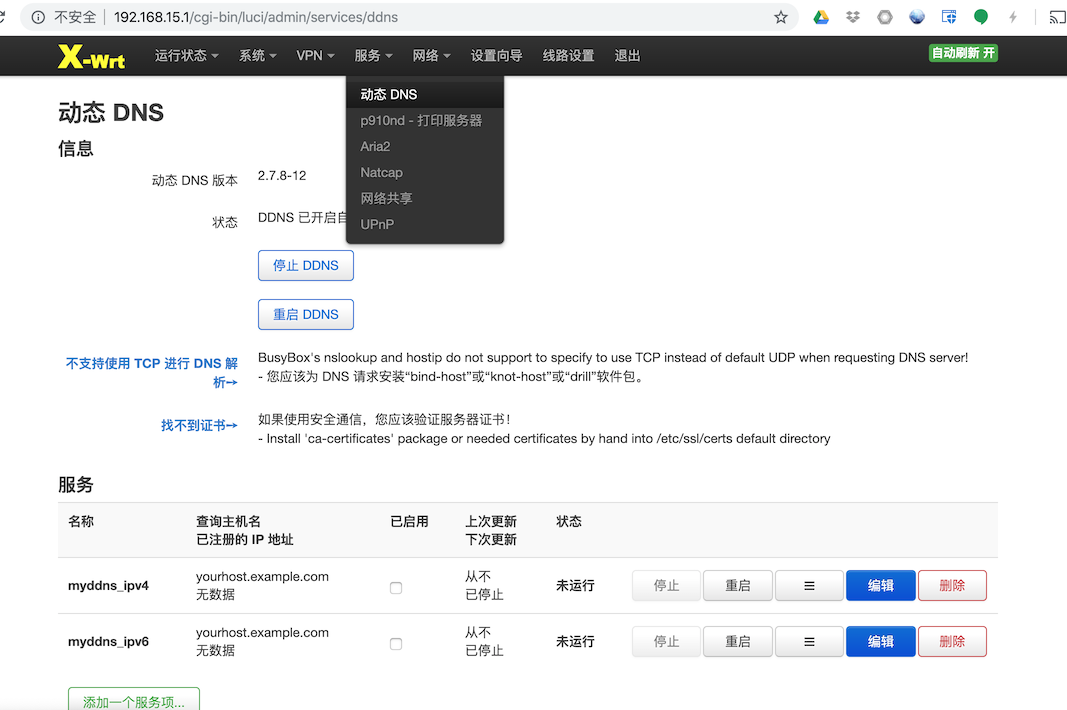 不安全 192.168.15.1/cgi-bin/luci/admin/services/ddns
X-Wrt 运行状态 系统 VPN 服务 网络 设置向导 线路设置 退出 自动刷新 开
动态 DNS
p910nd - 打印服务器
Aria2
Natcap
网络共享
UPnP
动态 DNS
信息
动态 DNS 版本 2.7.8-12
状态 DDNS 已开启自
停止 DDNS
重启 DDNS
不支持使用 TCP 进行 DNS 解
析
BusyBox's nslookup and hostip do not support to specify to use TCP instead of default UDP when requesting DNS server!
- 您应该为 DNS 请求安装“bind-host”或“knot-host”或“drill”软件包。
找不到证书
如果使用安全通信，您应该验证服务器证书！
- Install 'ca-certificates' package or needed certificates by hand into /etc/ssl/certs default directory
服务
名称 查询主机名 已启用 上次更新 状态
已注册的 IP 地址 下次更新
myddns_ipv4 yourhost.example.com 从不 未运行 停止 重启 ☰ 编辑 删除
无数据 已停止
myddns_ipv6 yourhost.example.com 从不 未运行 停止 重启 ☰ 编辑 删除
无数据 已停止
添加一个服务项...